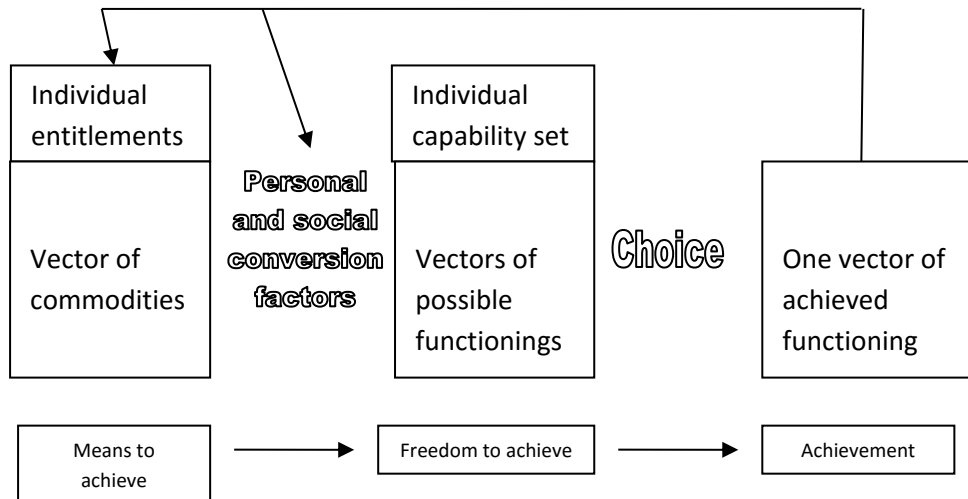 Individual
entitlements
Vector of
commodities
Personal
and social
conversion
factors
Individual
capability set
Vectors of
possible
functionings
Choice
One vector of
achieved
functioning
Means to
achieve
Freedom to achieve
Achievement